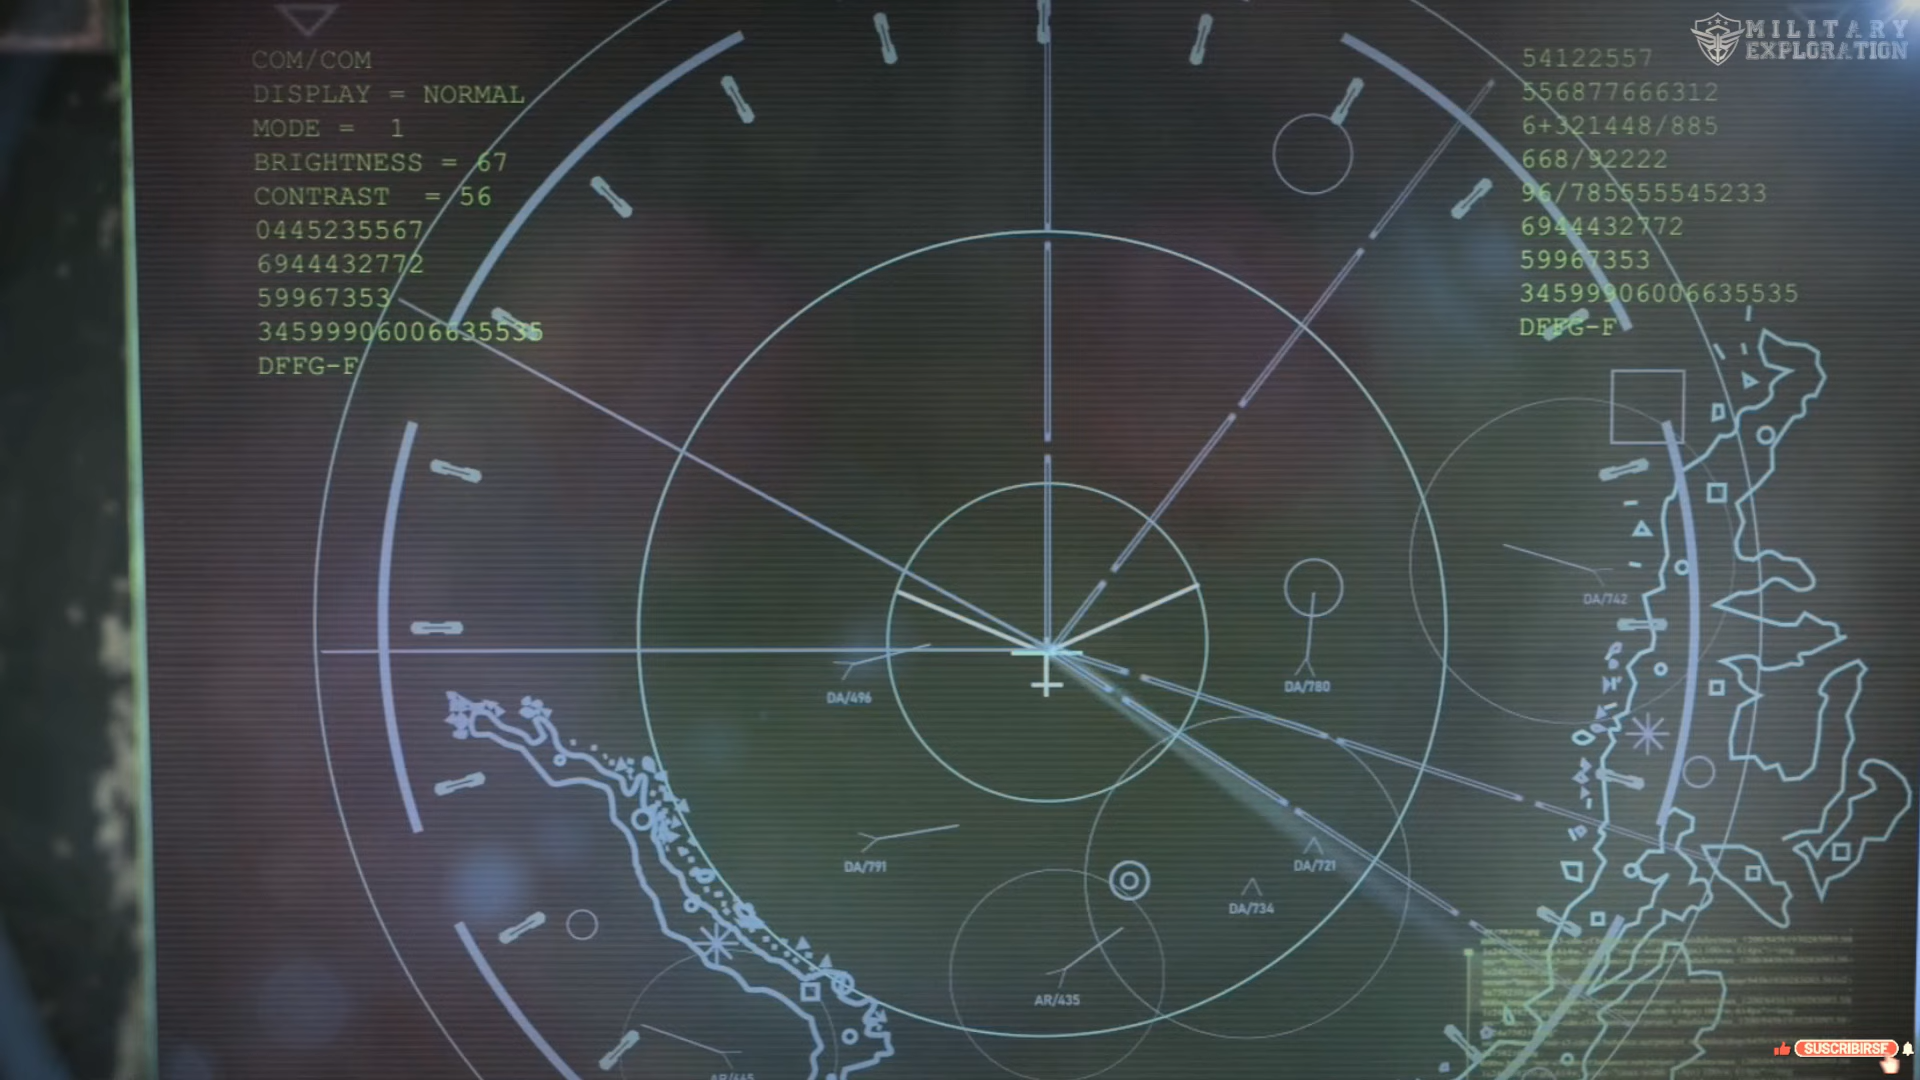 COM/COM
DISPLAY = NORMAL
MODE = 1
BRIGHTNESS = 67
CONTRAST = 56
0445235567
6944432772
59967353
34599906006635535
DFFG-F
MILITARY
EXPLORATION
54122557
556877666312
6+321448/885
668/92222
96/785555545233
6944432772
59967353
34599906006635535
DFFG-F
DA/742
DA/496
DA/780
DA/791
DA/721
DA/734
AR/435
SUSCRIBIRSE